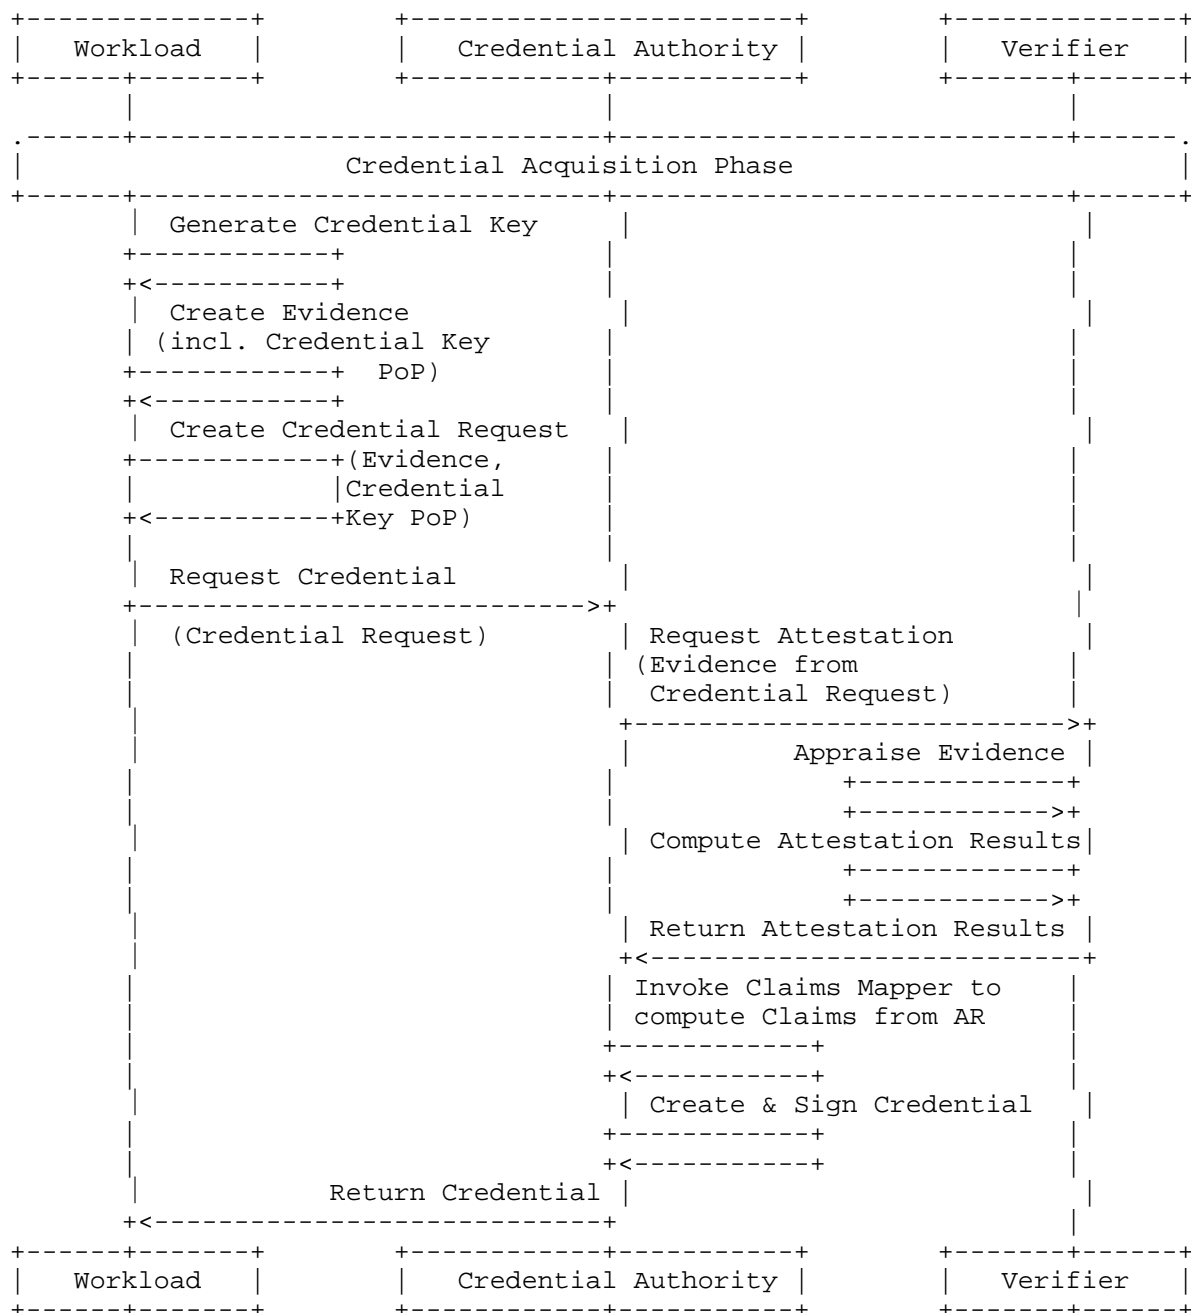 Workload Credential Authority Verifier
Credential Acquisition Phase
Generate Credential Key
Create Evidence
(incl. Credential Key
PoP)
Create Credential Request
(Evidence,
Credential
Key PoP)
Request Credential
(Credential Request) Request Attestation
(Evidence from
Credential Request)
Appraise Evidence
Compute Attestation Results
Return Attestation Results
Invoke Claims Mapper to
compute Claims from AR
Create & Sign Credential
Return Credential
Workload Credential Authority Verifier